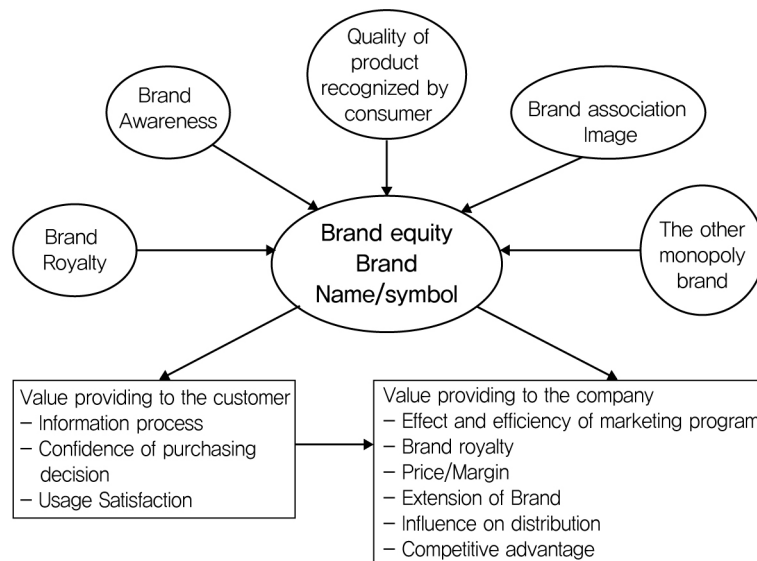 Quality of
product
recognized by
consumer
Brand
Awareness
Brand association
Image
Brand
Royalty
Brand equity
Brand
Name/symbol
The other
monopoly
brand
Value providing to the customer
– Information process
– Confidence of purchasing
decision
– Usage Satisfaction
Value providing to the company
– Effect and efficiency of marketing program
– Brand royalty
– Price/Margin
– Extension of Brand
– Influence on distribution
– Competitive advantage